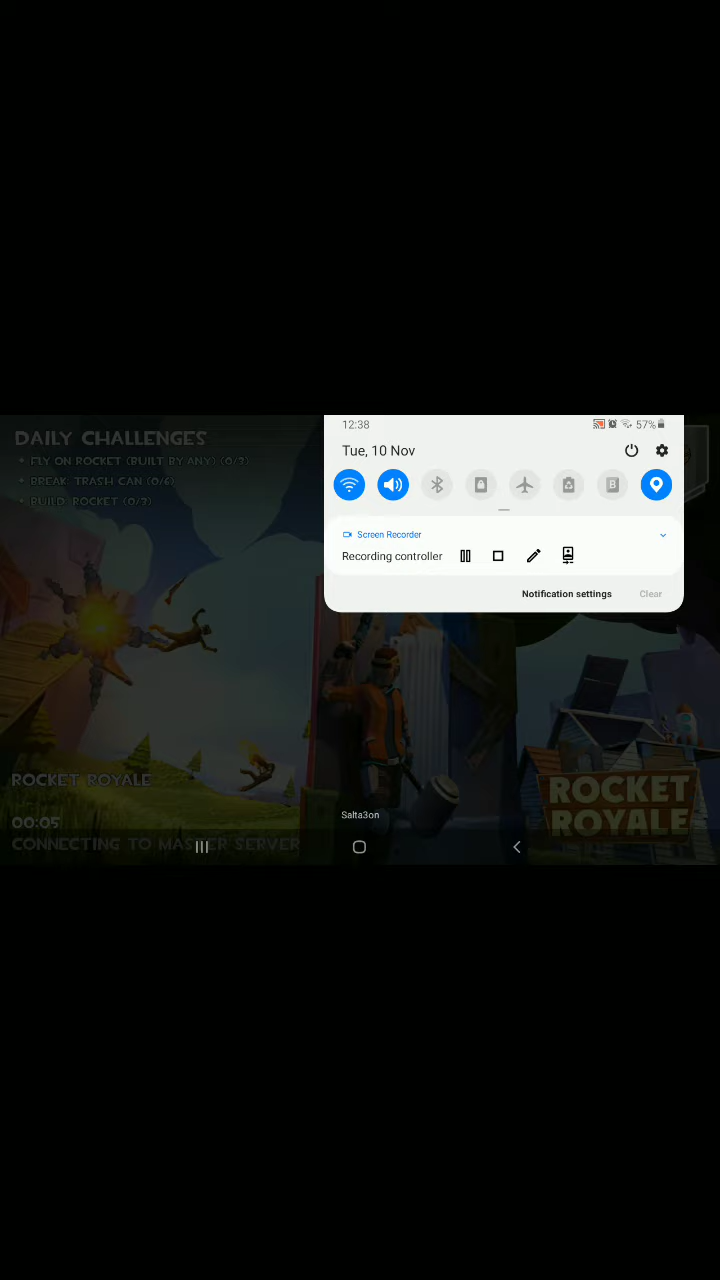 DAILY CHALLENGES
• FLY ON ROCKET (BUILT BY ANY) (0/3)
• BREAK TRASH CAN (0/6)
• BUILD ROCKET (0/3)
12:38
57%
Tue, 10 Nov
B
Screen Recorder
Recording controller
Notification settings
Clear
ROCKET ROYALE
00:05
CONNECTING TO MASTER SERVER
Salta3on
ROCKET
ROYALE